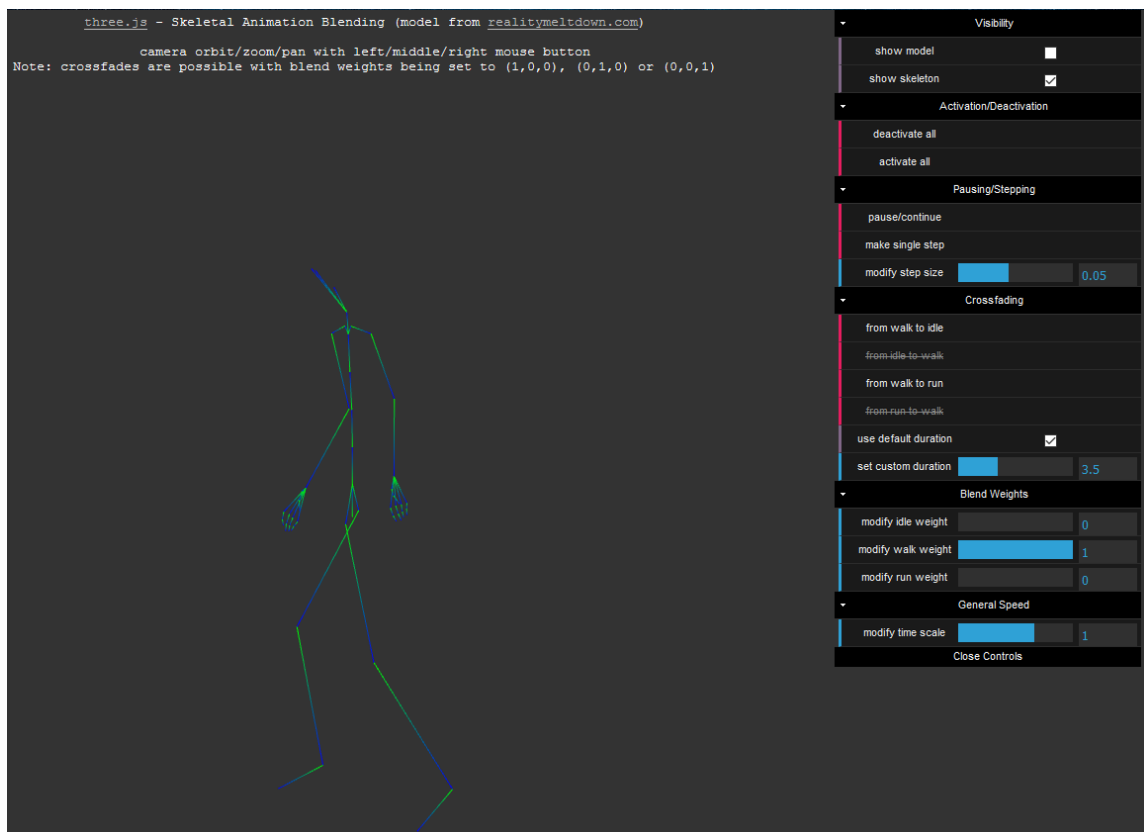 three.js - Skeletal Animation Blending (model from realitymeltdown.com)
camera orbit/zoom/pan with left/middle/right mouse button
Note: crossfades are possible with blend weights being set to (1,0,0), (0,1,0) or (0,0,1)
Visibility
show model
show skeleton
Activation/Deactivation
deactivate all
activate all
Pausing/Stepping
pause/continue
make single step
modify step size 0.05
Crossfading
from walk to idle
from idle to walk
from walk to run
from run to walk
use default duration
set custom duration 3.5
Blend Weights
modify idle weight 0
modify walk weight 1
modify run weight 0
General Speed
modify time scale 1
Close Controls